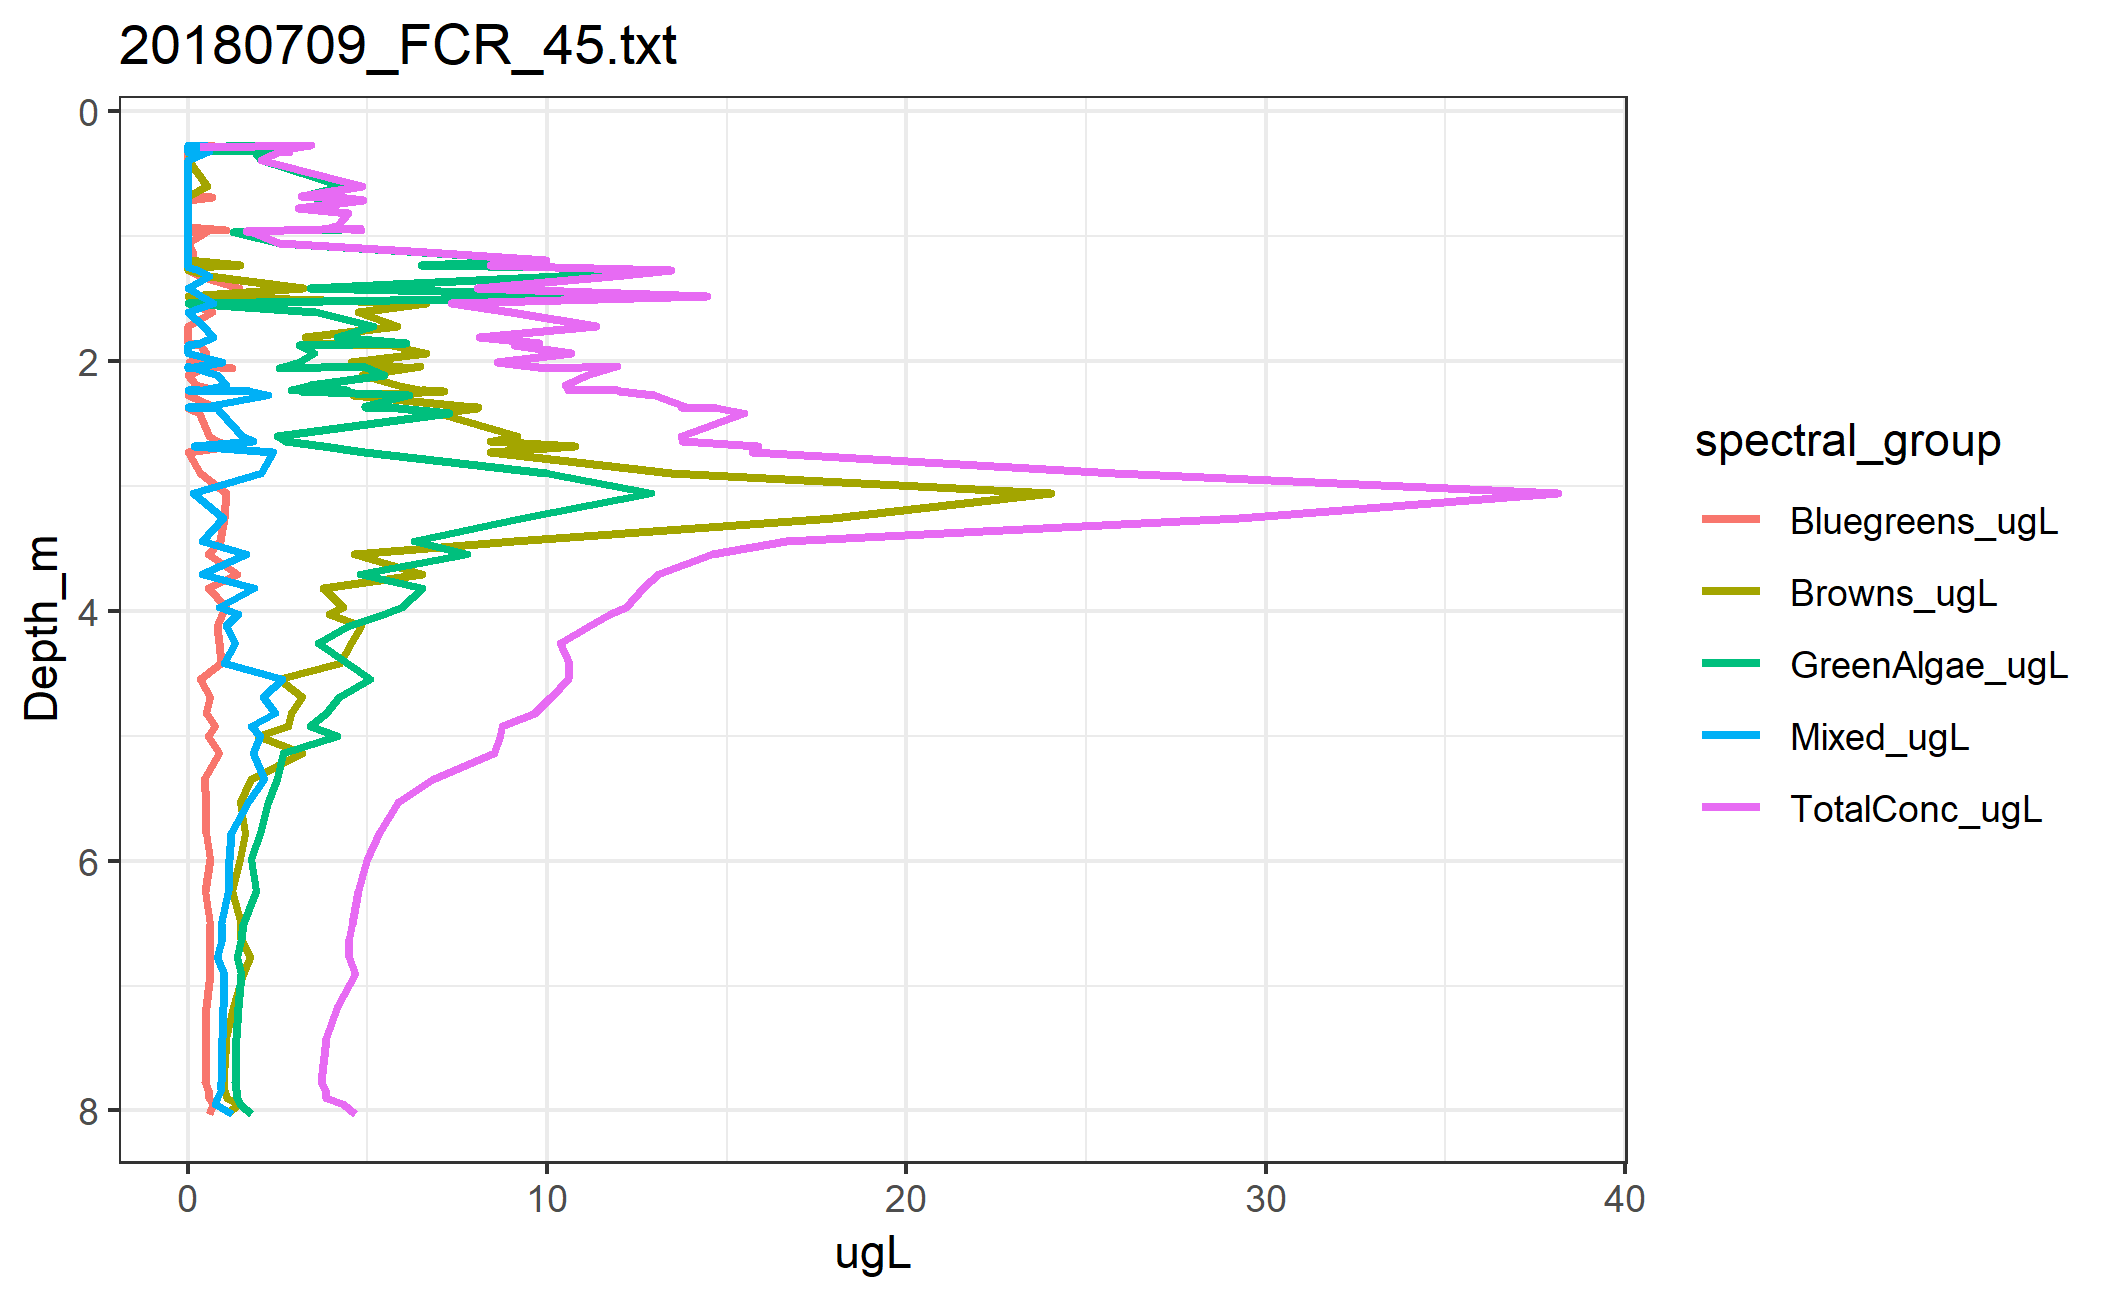 20180709_FCR_45.txt
0
2
4
6
8
Depth_m
0 10 20 30 40
ugL
spectral_group
Bluegreens_ugL
Browns_ugL
GreenAlgae_ugL
Mixed_ugL
TotalConc_ugL